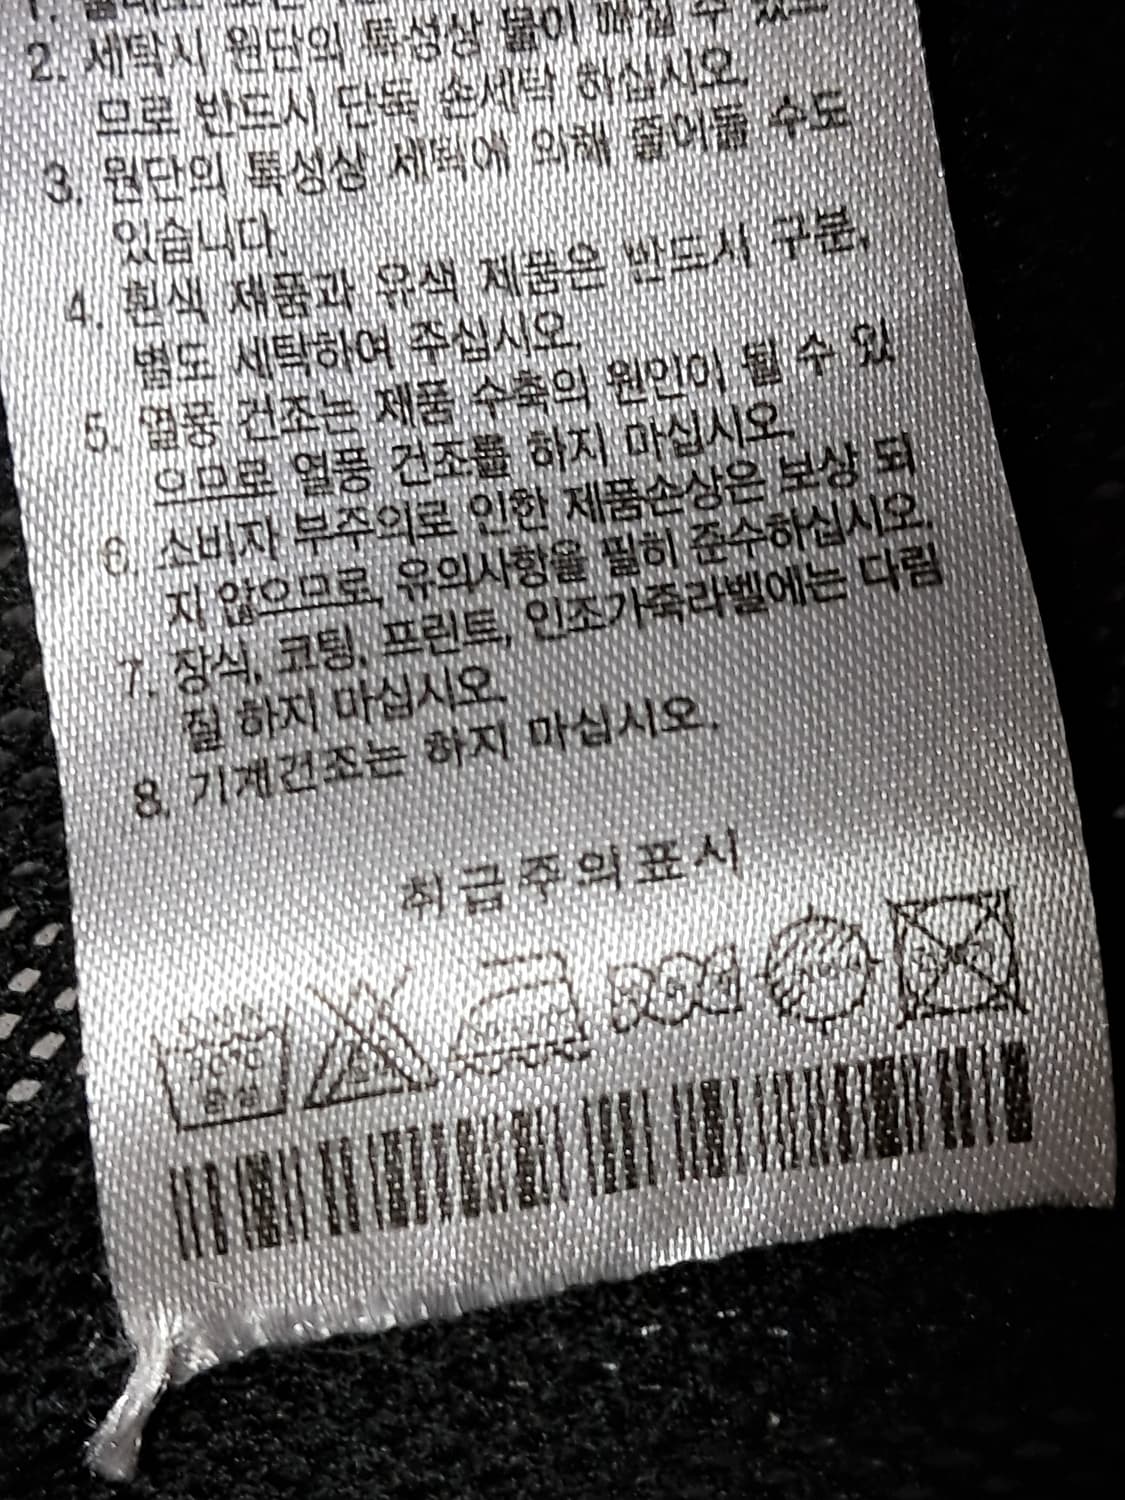 2. 세탁시 원단의 특성상 물이 빠질 수 있으
므로 반드시 단독 손세탁 하십시오.
3. 원단의 특성상 세탁에 의해 줄어들 수도
있습니다.
4. 흰색 제품과 유색 제품은 반드시 구분,
별도 세탁하여 주십시오.
5. 열풍 건조는 제품 수축의 원인이 될 수 있
으므로 열풍 건조를 하지 마십시오.
6. 소비자 부주의로 인한 제품손상은 보상 되
지 않으므로, 유의사항을 필히 준수하십시오.
7. 장식, 코팅, 프린트, 인조가죽라벨에는 다림
질 하지 마십시오.
8. 기계건조는 하지 마십시오.
취급주의표시
중성